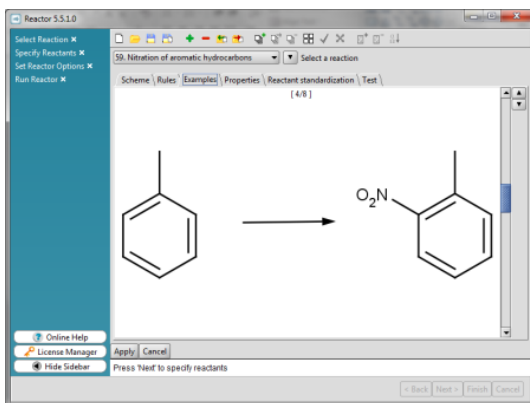 Reactor 5.5.1.0
Select Reaction ×
Specify Reactants ×
Set Reactor Options ×
Run Reactor ×
59. Nitration of aromatic hydrocarbons
Select a reaction
Scheme Rules Examples Properties Reactant standardization Test
[ 4/8 ]
O2N
Online Help
License Manager
Hide Sidebar
Apply Cancel
Press 'Next' to specify reactants
< Back Next > Finish Cancel